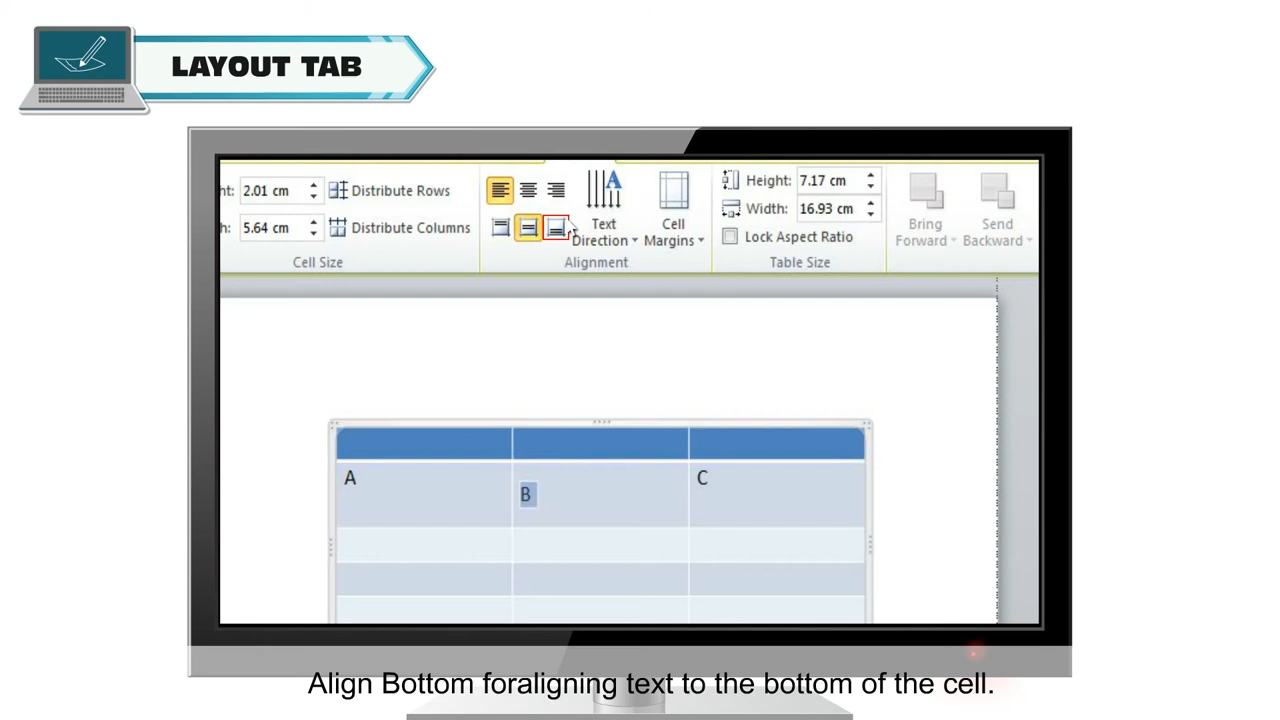 LAYOUT TAB
ht: 2.01 cm Distribute Rows
h: 5.64 cm Distribute Columns
Cell Size
Text
Direction
Cell
Margins
Alignment
Height: 7.17 cm
Width: 16.93 cm
Lock Aspect Ratio
Table Size
Bring
Forward
Send
Backward
A
B
C
Align Bottom foraligning text to the bottom of the cell.